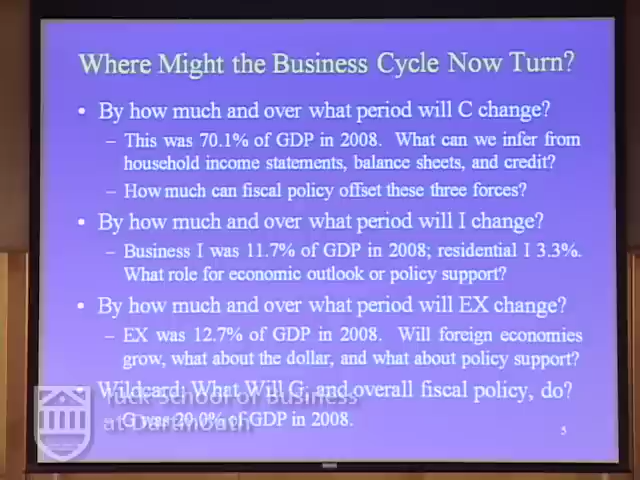 Where Might the Business Cycle Now Turn?
• By how much and over what period will C change?
– This was 70.1% of GDP in 2008. What can we infer from
household income statements, balance sheets, and credit?
– How much can fiscal policy offset these three forces?
• By how much and over what period will I change?
– Business I was 11.7% of GDP in 2008; residential I 3.3%.
What role for economic outlook or policy support?
• By how much and over what period will EX change?
– EX was 12.7% of GDP in 2008. Will foreign economies
grow, what about the dollar, and what about policy support?
• Wildcard: What Will G, and overall fiscal policy, do?
– G was 20.0% of GDP in 2008.
Tuck School of Business
at Dartmouth
5